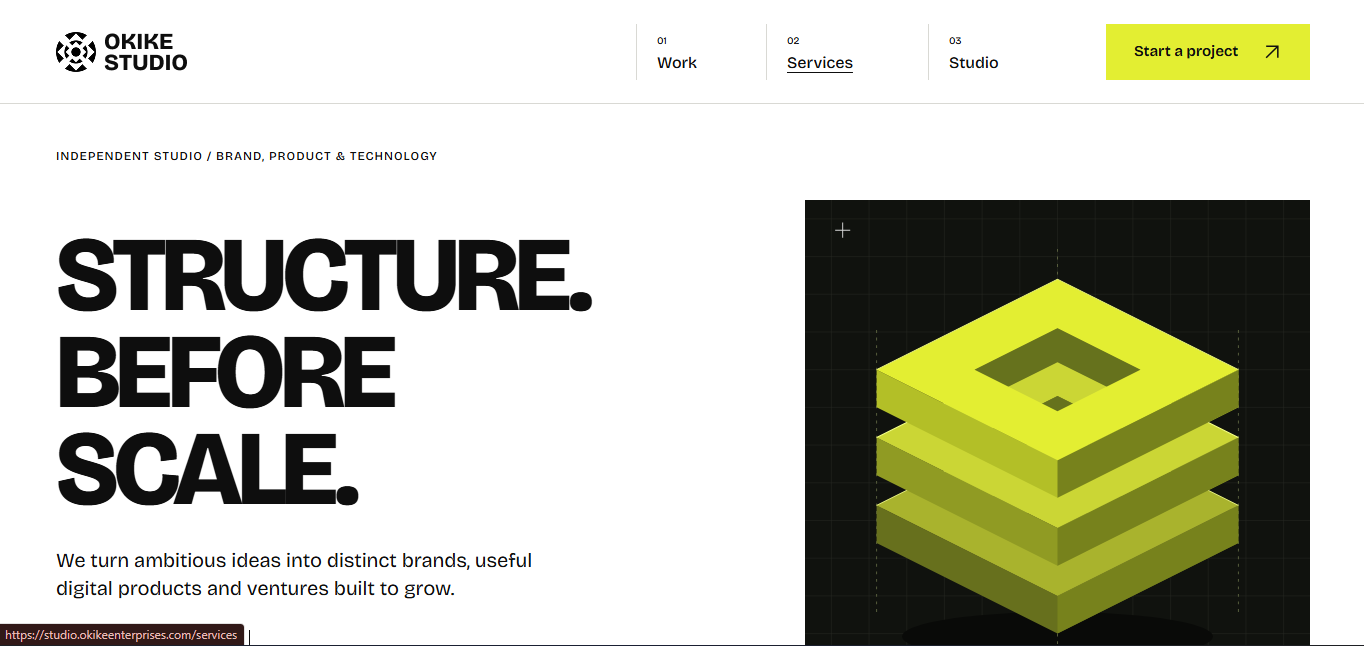 OKIKE
STUDIO
01
Work
02
Services
03
Studio
Start a project
INDEPENDENT STUDIO / BRAND, PRODUCT & TECHNOLOGY
STRUCTURE.
BEFORE
SCALE.
We turn ambitious ideas into distinct brands, useful
digital products and ventures built to grow.
https://studio.okikeenterprises.com/services